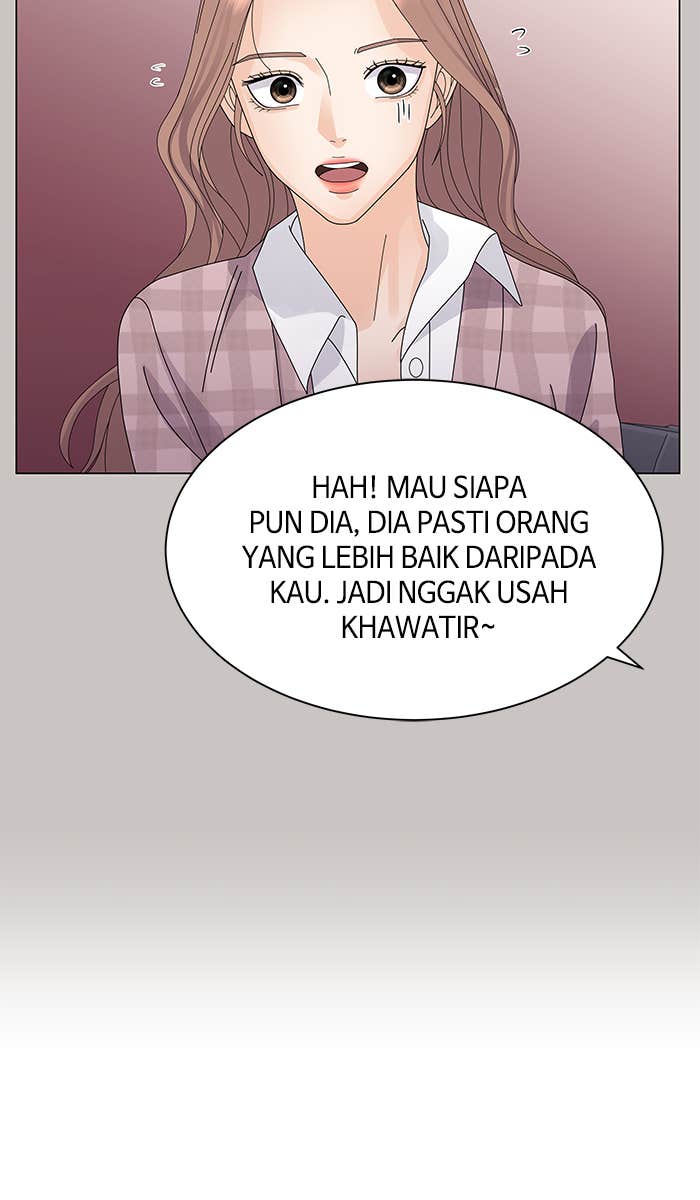 HAH! MAU SIAPA
PUN DIA, DIA PASTI ORANG
YANG LEBIH BAIK DARIPADA
KAU. JADI NGGAK USAH
KHAWATIR~